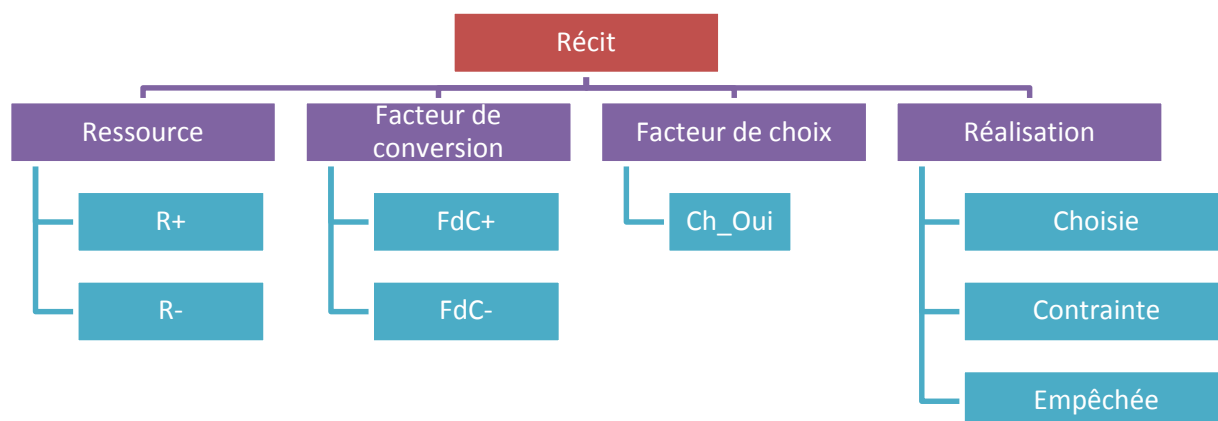 Récit
Ressource
Facteur de
conversion
Facteur de choix
Réalisation
R+
FdC+
Ch_Oui
Choisie
R-
FdC-
Contrainte
Empêchée